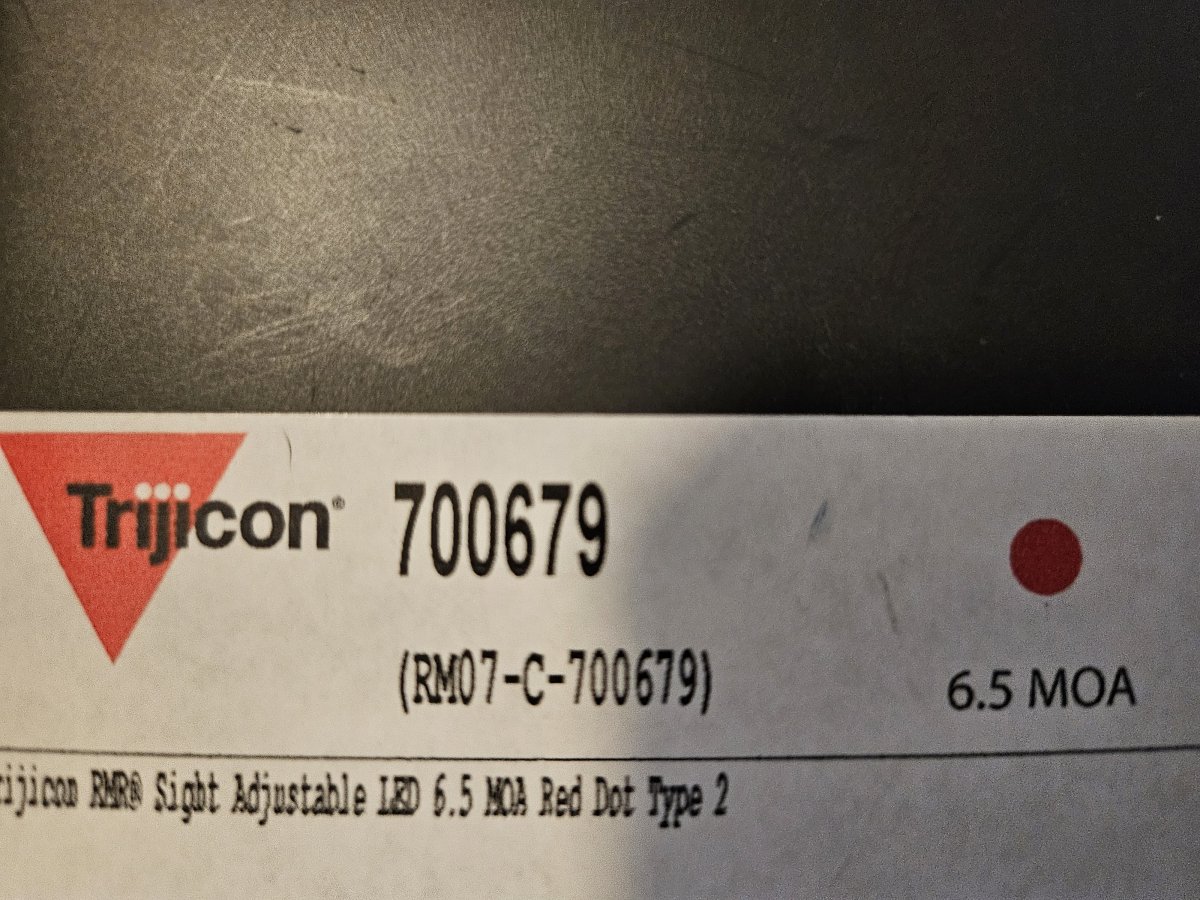 Trijicon®
700679
(RM07-C-700679)
6.5 MOA
rijicon RMR® Sight Adjustable LED 6.5 MOA Red Dot Type 2